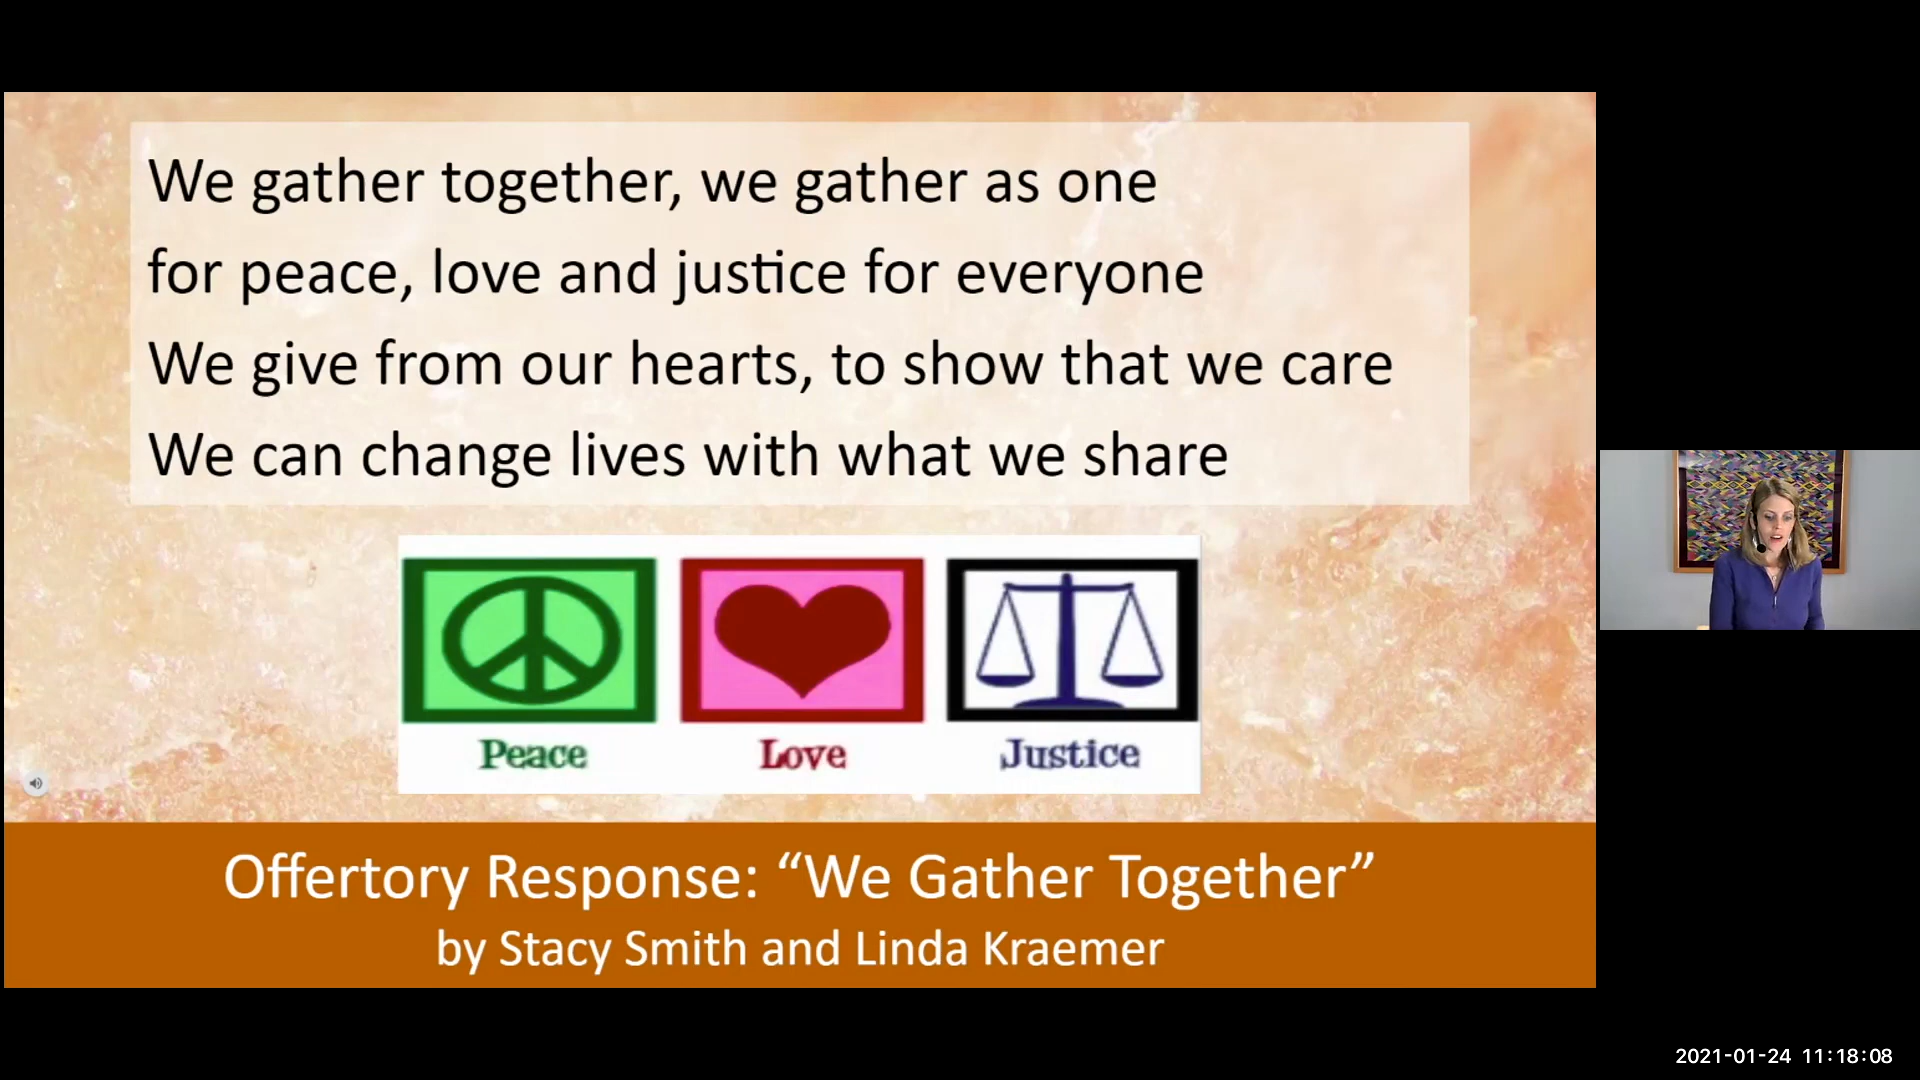 We gather together, we gather as one
for peace, love and justice for everyone
We give from our hearts, to show that we care
We can change lives with what we share
Peace
Love
Justice
Offertory Response: “We Gather Together”
by Stacy Smith and Linda Kraemer
2021-01-24 11:18:08